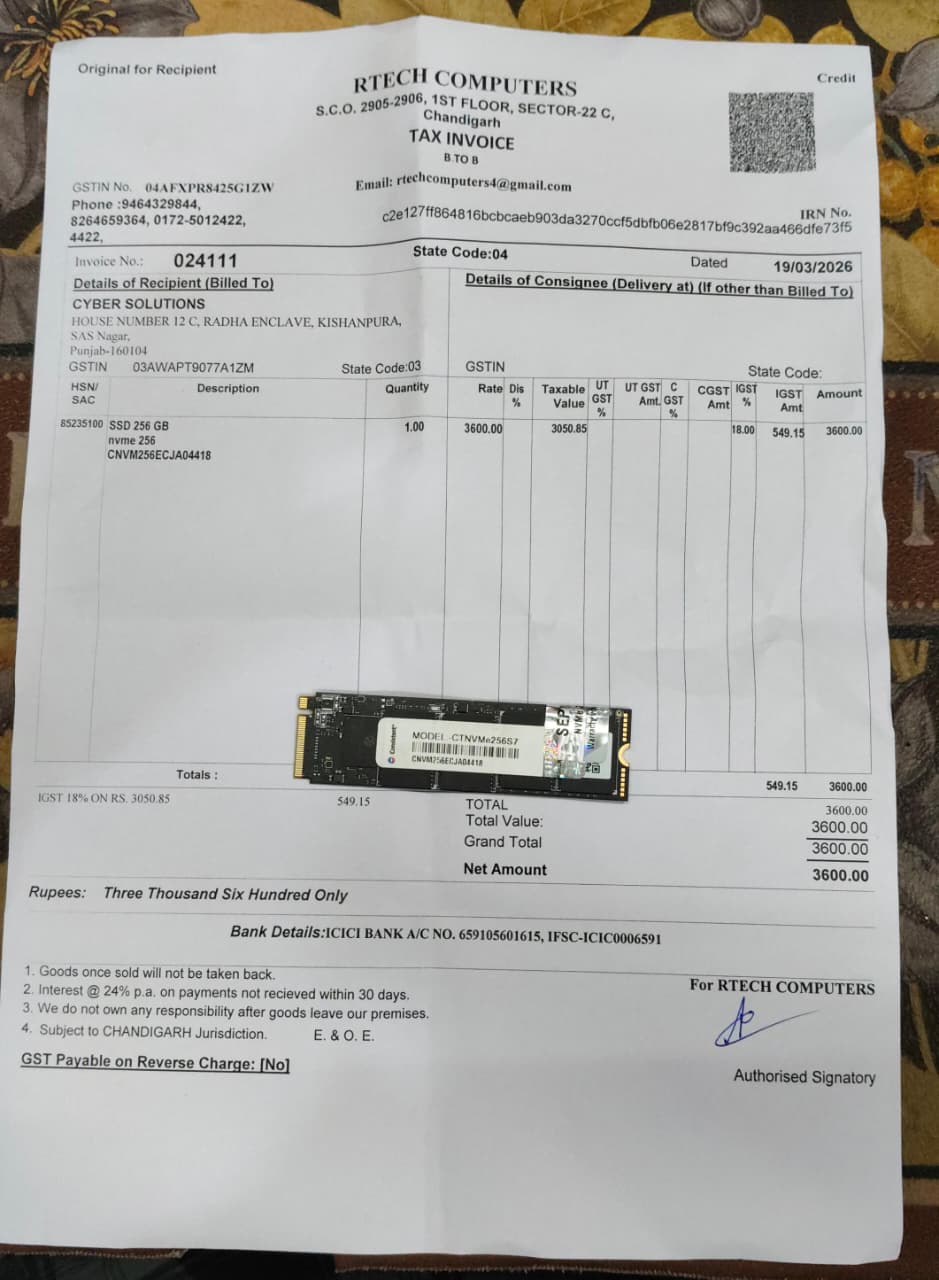 Original for Recipient
Credit
RTECH COMPUTERS
S.C.O. 2905-2906, 1ST FLOOR, SECTOR-22 C,
Chandigarh
TAX INVOICE
B TO B
GSTIN No. 04AFXPR8425G1ZW
Email: rtechcomputers4@gmail.com
Phone :9464329844,
8264659364, 0172-5012422,
4422,
IRN No.
c2e127ff864816bcbcaeb903da3270ccf5dbfb06e2817bf9c392aa466dfe73f5
Invoice No.: 024111
State Code:04
Dated 19/03/2026
Details of Recipient (Billed To)
Details of Consignee (Delivery at) (If other than Billed To)
CYBER SOLUTIONS
HOUSE NUMBER 12 C, RADHA ENCLAVE, KISHANPURA,
SAS Nagar,
Punjab-160104
GSTIN 03AWAPT9077A1ZM State Code:03
GSTIN State Code:
HSN/ SAC Description Quantity Rate Dis % Taxable Value UT GST % UT GST Amt. C GST % CGST Amt IGST % IGST Amt Amount
85235100 SSD 256 GB 1.00 3600.00 3050.85 18.00 549.15 3600.00
nvme 256
CNVM256ECJA04418
Consistent
MODEL:-CTNVMe256S7
CNVM256ECJA04418
SEP
NVMe
Warranty
Totals : 549.15 3600.00
IGST 18% ON RS. 3050.85 549.15
TOTAL 3600.00
Total Value: 3600.00
Grand Total 3600.00
Net Amount 3600.00
Rupees: Three Thousand Six Hundred Only
Bank Details:ICICI BANK A/C NO. 659105601615, IFSC-ICIC0006591
1. Goods once sold will not be taken back.
2. Interest @ 24% p.a. on payments not recieved within 30 days.
3. We do not own any responsibility after goods leave our premises.
4. Subject to CHANDIGARH Jurisdiction. E. & O. E.
GST Payable on Reverse Charge: [No]
For RTECH COMPUTERS
Authorised Signatory